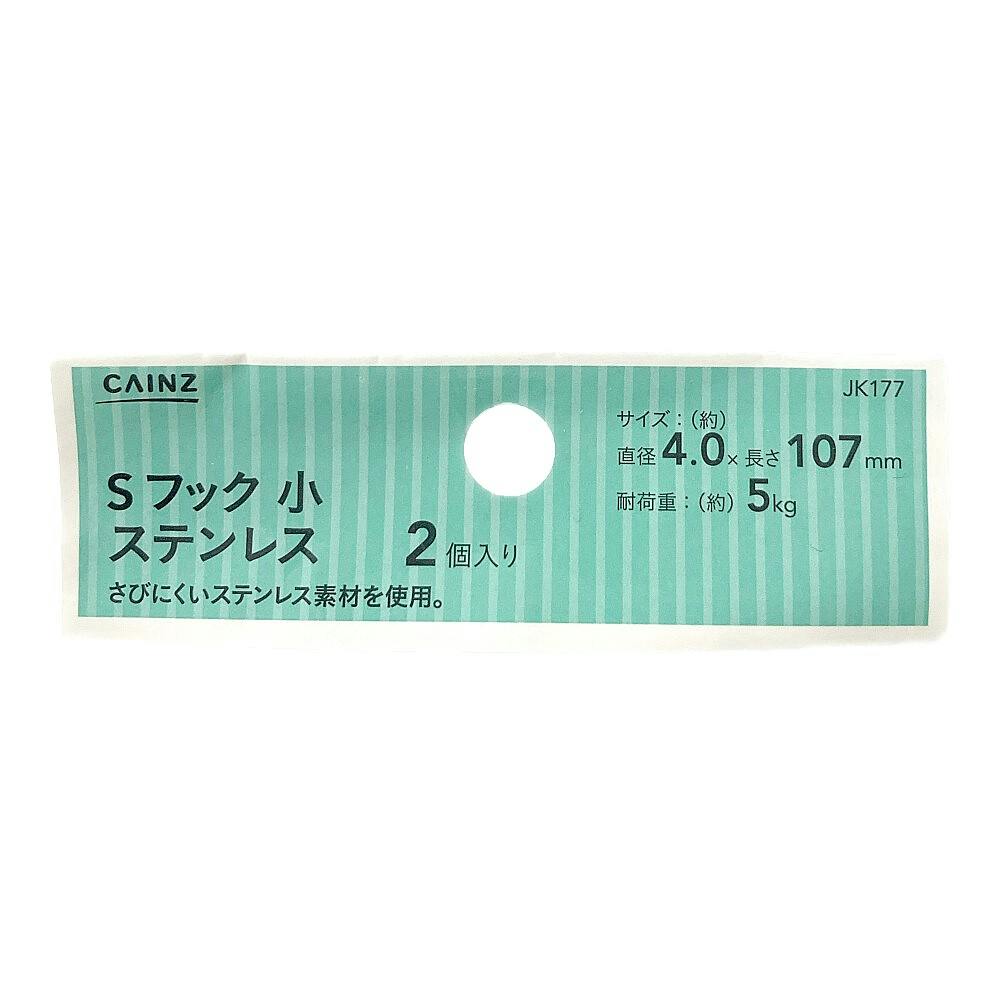 CAINZ
Sフック 小
ステンレス
2個入り
さびにくいステンレス素材を使用。
JK177
サイズ：(約)
直径4.0×長さ107mm
耐荷重：(約)5kg